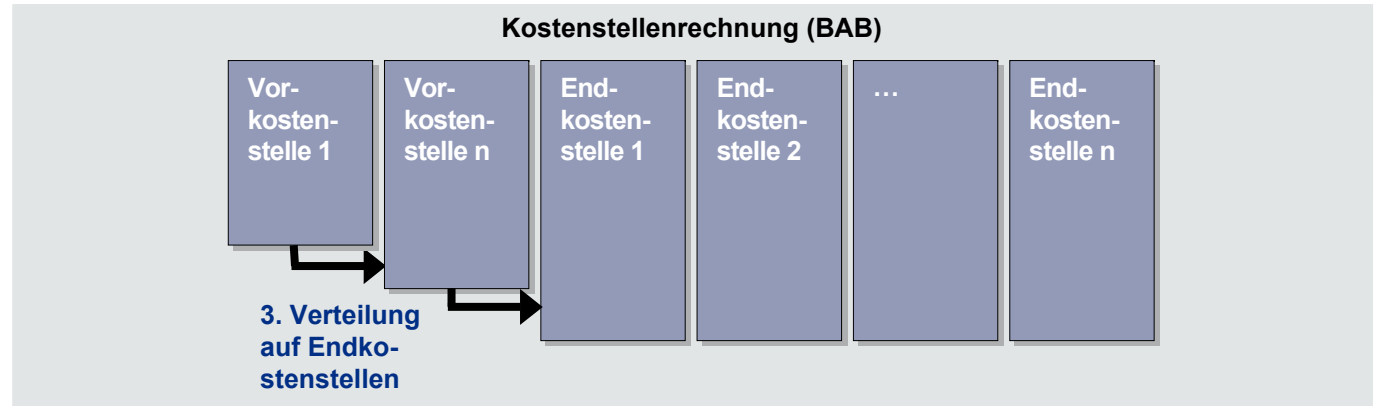 Kostenstellenrechnung (BAB)
Vor-
kosten-
stelle 1
Vor-
kosten-
stelle n
End-
kosten-
stelle 1
End-
kosten-
stelle 2
…
End-
kosten-
stelle n
3. Verteilung
auf Endko-
stenstellen